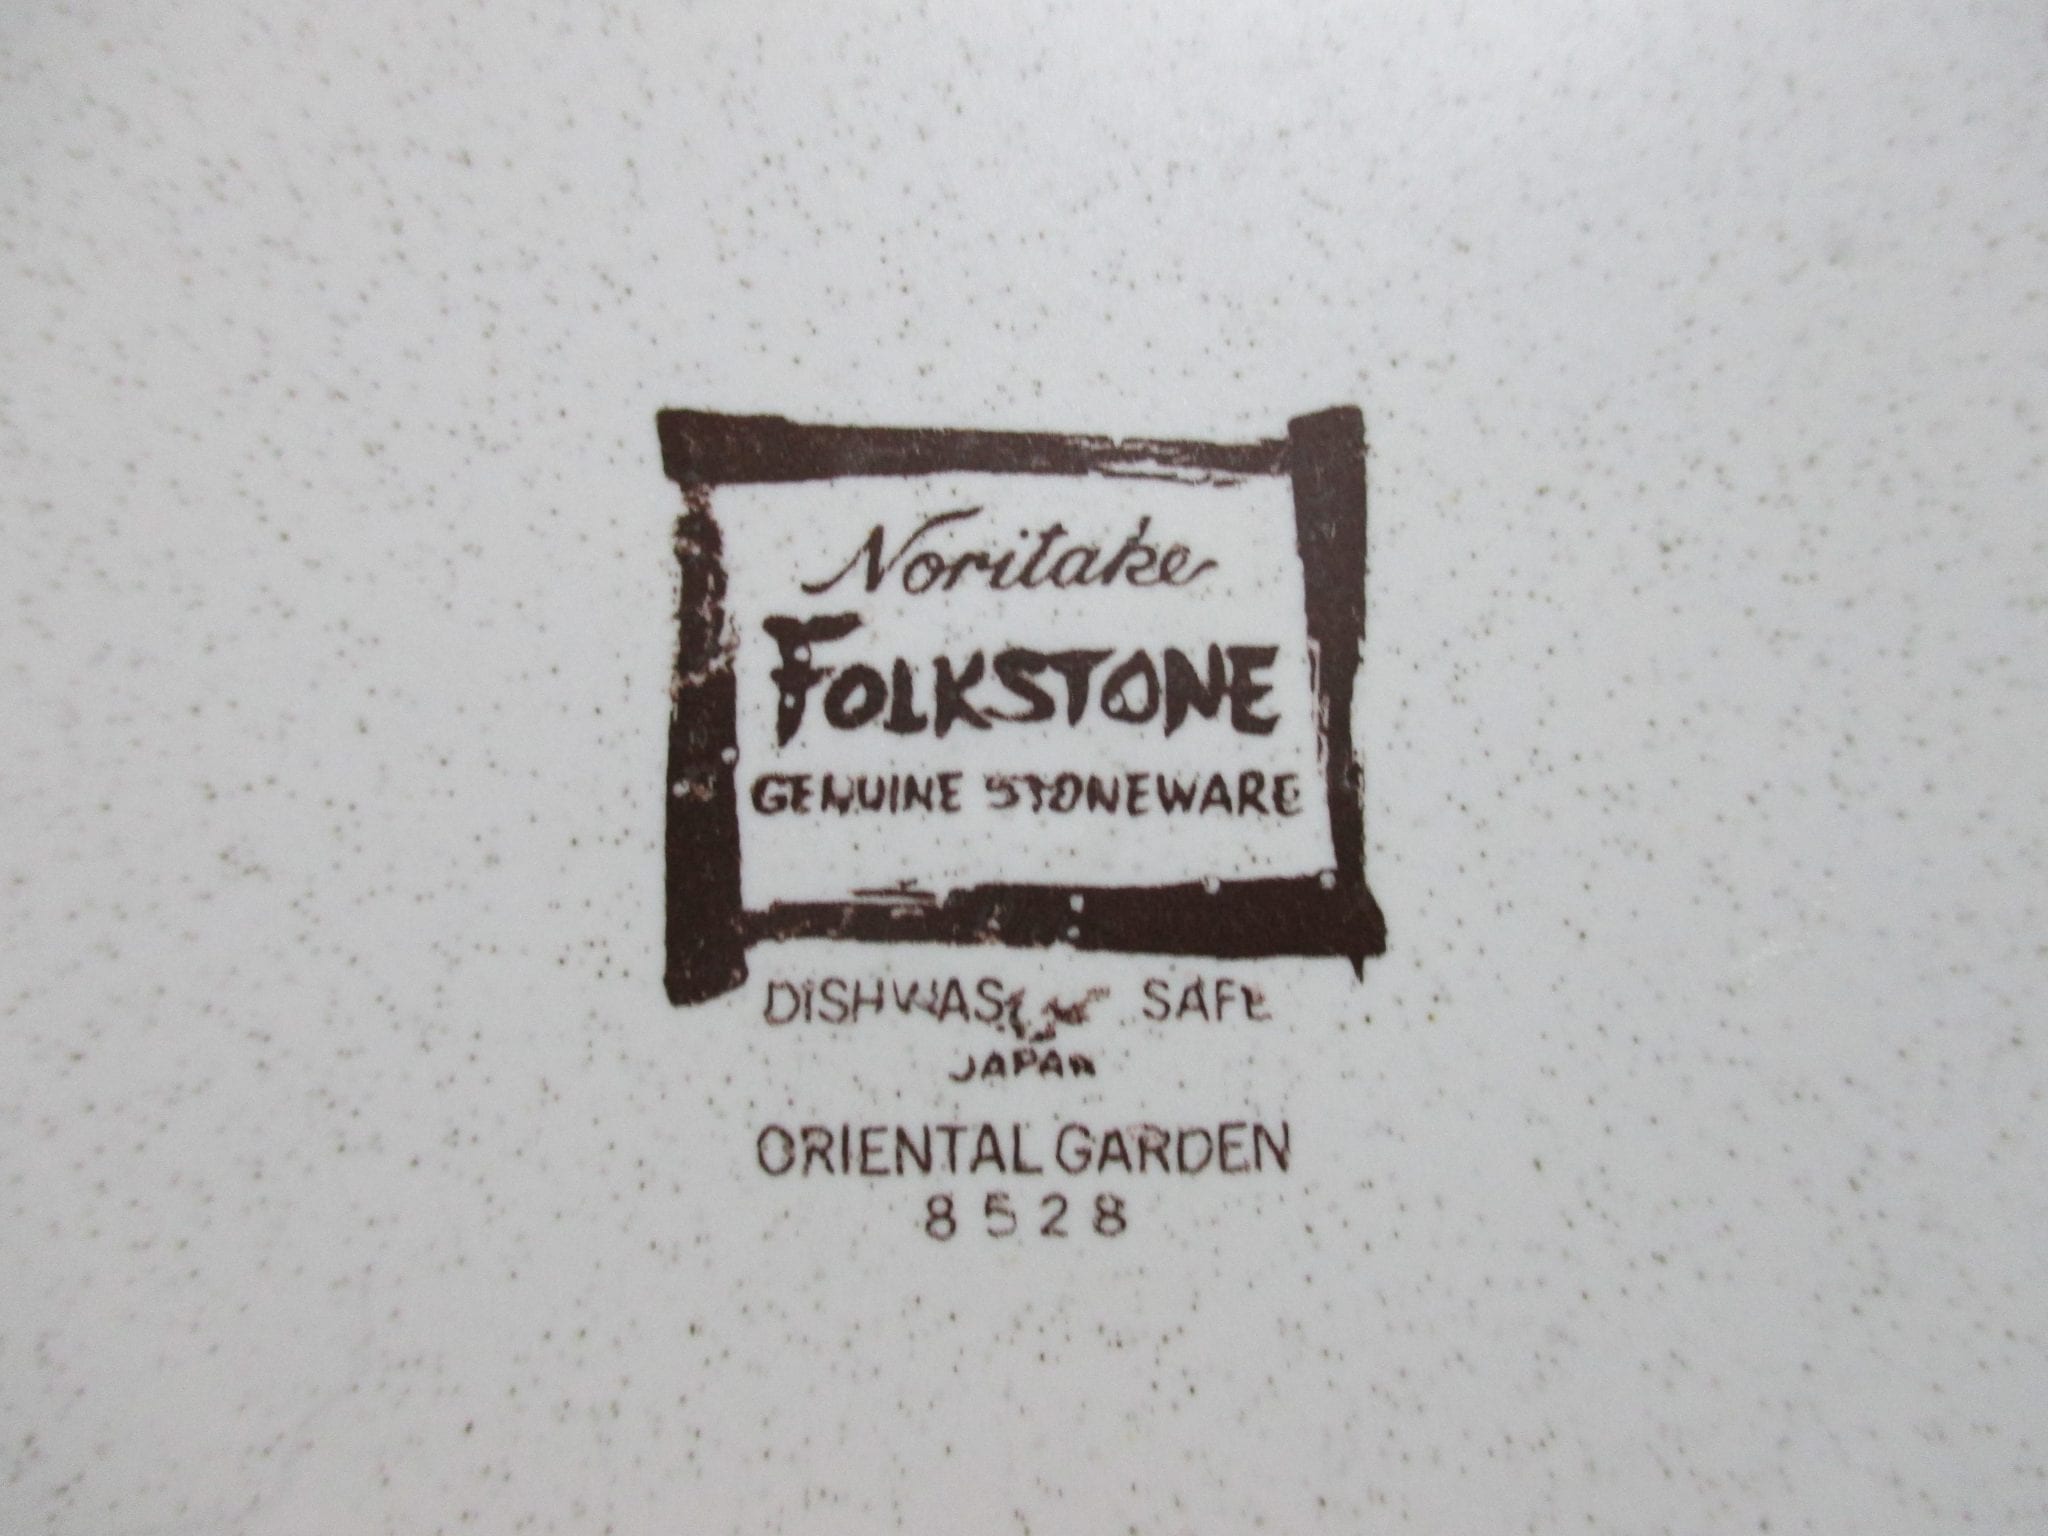 Noritake
FOLKSTONE
GENUINE STONEWARE
DISHWAS SAFE
JAPAN
ORIENTAL GARDEN
8528